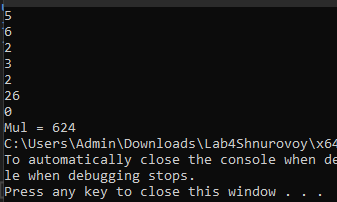 5
6
2
3
2
26
0
Mul = 624
C:\Users\Admin\Downloads\Lab4Shnurovoy\x64
To automatically close the console when de
le when debugging stops.
Press any key to close this window . . .